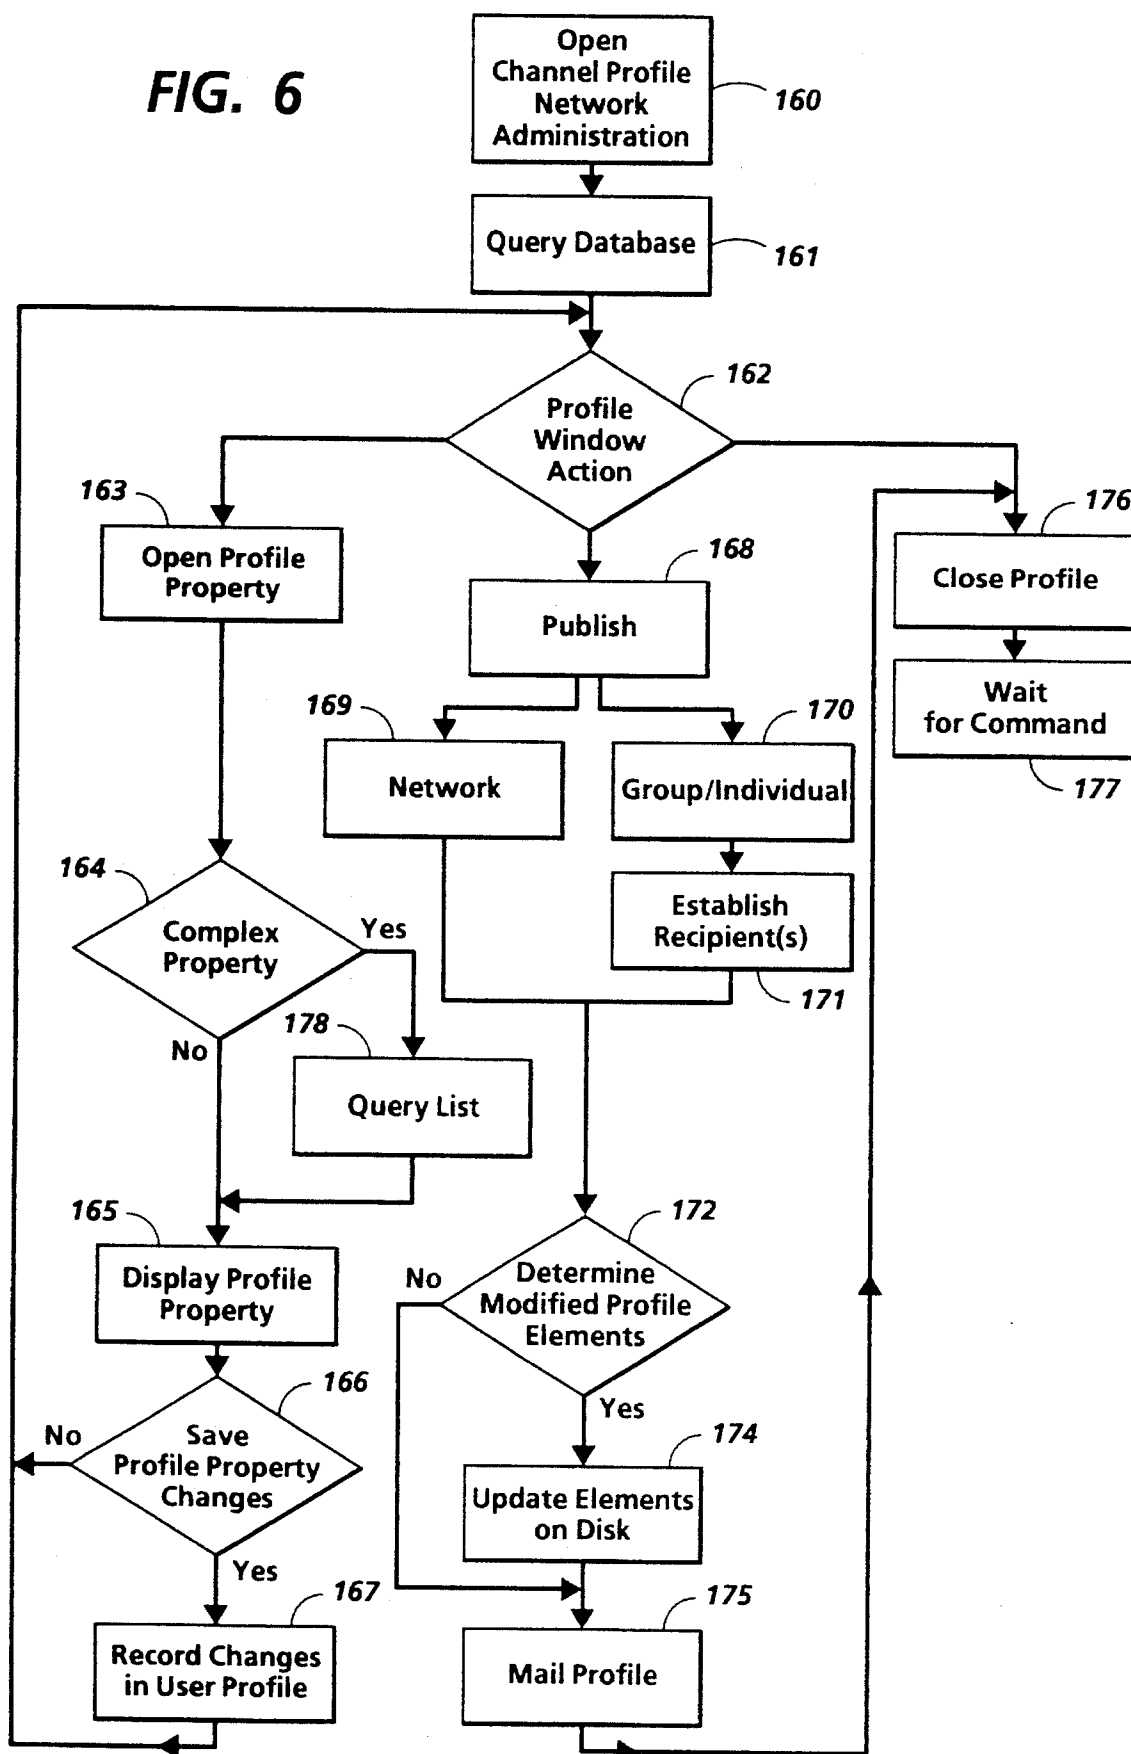 FIG. 6
Open
Channel Profile
Network
Administration
160
Query Database
161
162
Profile
Window
Action
163
Open Profile
Property
168
Publish
176
Close Profile
Wait
for Command
177
169
Network
170
Group/Individual
164
Complex
Property
Yes
No
Establish
Recipient(s)
171
178
Query List
165
Display Profile
Property
172
No
Determine
Modified Profile
Elements
Yes
166
No
Save
Profile Property
Changes
Yes
174
Update Elements
on Disk
167
Record Changes
in User Profile
175
Mail Profile